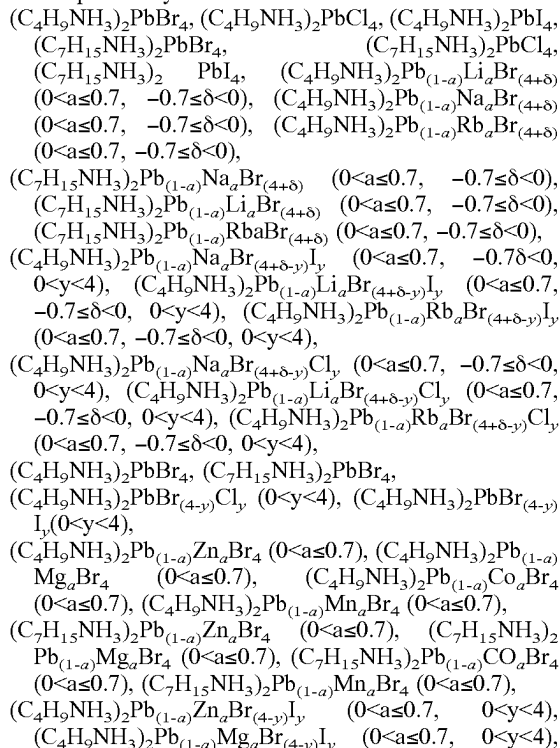 (C₄H₉NH₃)₂PbBr₄, (C₄H₉NH₃)₂PbCl₄, (C₄H₉NH₃)₂PbI₄,
(C₇H₁₅NH₃)₂PbBr₄, (C₇H₁₅NH₃)₂PbCl₄,
(C₇H₁₅NH₃)₂ PbI₄, (C₄H₉NH₃)₂Pb₍₁₋ₐ₎LiₐBr₍₄₊δ₎
(0<a≤0.7, −0.7≤δ<0), (C₄H₉NH₃)₂Pb₍₁₋ₐ₎NaₐBr₍₄₊δ₎
(0<a≤0.7, −0.7≤δ<0), (C₄H₉NH₃)₂Pb₍₁₋ₐ₎RbₐBr₍₄₊δ₎
(0<a≤0.7, −0.7≤δ<0),
(C₇H₁₅NH₃)₂Pb₍₁₋ₐ₎NaₐBr₍₄₊δ₎ (0<a≤0.7, −0.7≤δ<0),
(C₇H₁₅NH₃)₂Pb₍₁₋ₐ₎LiₐBr₍₄₊δ₎ (0<a≤0.7, −0.7≤δ<0),
(C₇H₁₅NH₃)₂Pb₍₁₋ₐ₎RbaBr₍₄₊δ₎ (0<a≤0.7, −0.7≤δ<0),
(C₄H₉NH₃)₂Pb₍₁₋ₐ₎NaₐBr₍₄₊δ₋y₎Iy (0<a≤0.7, −0.7δ<0,
0<y<4), (C₄H₉NH₃)₂Pb₍₁₋ₐ₎LiₐBr₍₄₊δ₋y₎Iy (0<a≤0.7,
−0.7≤δ<0, 0<y<4), (C₄H₉NH₃)₂Pb₍₁₋ₐ₎RbₐBr₍₄₊δ₋y₎Iy
(0<a≤0.7, −0.7≤δ<0, 0<y<4),
(C₄H₉NH₃)₂Pb₍₁₋ₐ₎NaₐBr₍₄₊δ₋y₎Cly (0<a≤0.7, −0.7≤δ<0,
0<y<4), (C₄H₉NH₃)₂Pb₍₁₋ₐ₎LiₐBr₍₄₊δ₋y₎Cly (0<a≤0.7,
−0.7≤δ<0, 0<y<4), (C₄H₉NH₃)₂Pb₍₁₋ₐ₎RbₐBr₍₄₊δ₋y₎Cly
(0<a≤0.7, −0.7≤δ<0, 0<y<4),
(C₄H₉NH₃)₂PbBr₄, (C₇H₁₅NH₃)₂PbBr₄,
(C₄H₉NH₃)₂PbBr₍₄₋y₎Cly (0<y<4), (C₄H₉NH₃)₂PbBr₍₄₋y₎
Iy(0<y<4),
(C₄H₉NH₃)₂Pb₍₁₋ₐ₎ZnₐBr₄ (0<a≤0.7), (C₄H₉NH₃)₂Pb₍₁₋ₐ₎
MgₐBr₄ (0<a≤0.7), (C₄H₉NH₃)₂Pb₍₁₋ₐ₎CoₐBr₄
(0<a≤0.7), (C₄H₉NH₃)₂Pb₍₁₋ₐ₎MnₐBr₄ (0<a≤0.7),
(C₇H₁₅NH₃)₂Pb₍₁₋ₐ₎ZnₐBr₄ (0<a≤0.7), (C₇H₁₅NH₃)₂
Pb₍₁₋ₐ₎MgₐBr₄ (0<a≤0.7), (C₇H₁₅NH₃)₂Pb₍₁₋ₐ₎COₐBr₄
(0<a≤0.7), (C₇H₁₅NH₃)₂Pb₍₁₋ₐ₎MnₐBr₄ (0<a≤0.7),
(C₄H₉NH₃)₂Pb₍₁₋ₐ₎ZnₐBr₍₄₋y₎Iy (0<a≤0.7, 0<y<4),
(C₄H₉NH₃)₂Pb₍₁₋ₐ₎MgₐBr₍₄₋y₎Iy (0<a≤0.7, 0<y<4),